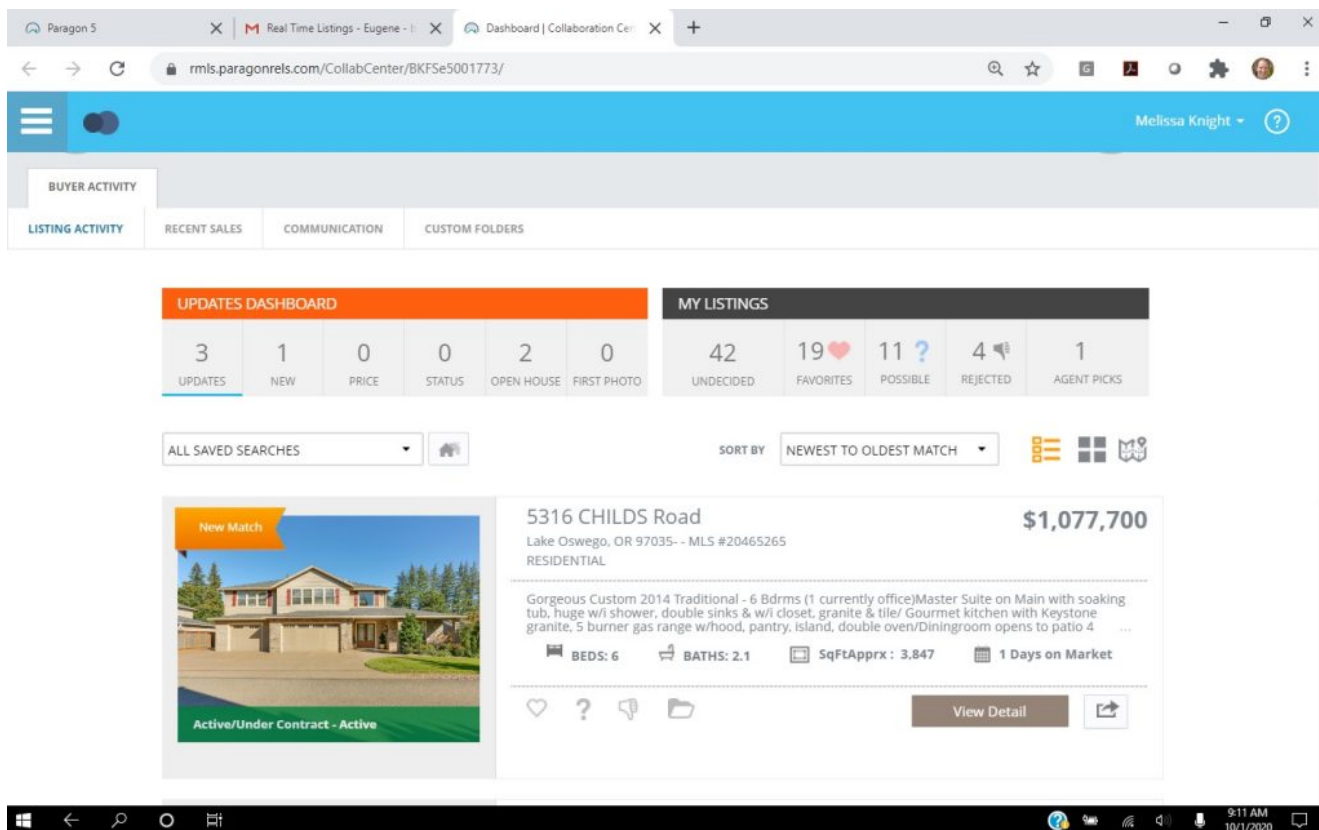 Paragon 5
Real Time Listings - Eugene -
Dashboard | Collaboration Cen
rmls.paragonrels.com/CollabCenter/BKFSe5001773/
Melissa Knight
BUYER ACTIVITY
LISTING ACTIVITY RECENT SALES COMMUNICATION CUSTOM FOLDERS
UPDATES DASHBOARD
3 1 0 0 2 0
UPDATES NEW PRICE STATUS OPEN HOUSE FIRST PHOTO
MY LISTINGS
42 19 11 ? 4 1
UNDECIDED FAVORITES POSSIBLE REJECTED AGENT PICKS
ALL SAVED SEARCHES
SORT BY NEWEST TO OLDEST MATCH
New Match
Active/Under Contract - Active
5316 CHILDS Road $1,077,700
Lake Oswego, OR 97035- - MLS #20465265
RESIDENTIAL
Gorgeous Custom 2014 Traditional - 6 Bdrms (1 currently office)Master Suite on Main with soaking
tub, huge w/i shower, double sinks & w/i closet, granite & tile/ Gourmet kitchen with Keystone
granite, 5 burner gas range w/hood, pantry, island, double oven/Diningroom opens to patio 4 ...
BEDS: 6 BATHS: 2.1 SqFtApprx : 3,847 1 Days on Market
? View Detail
9:11 AM
10/1/2020